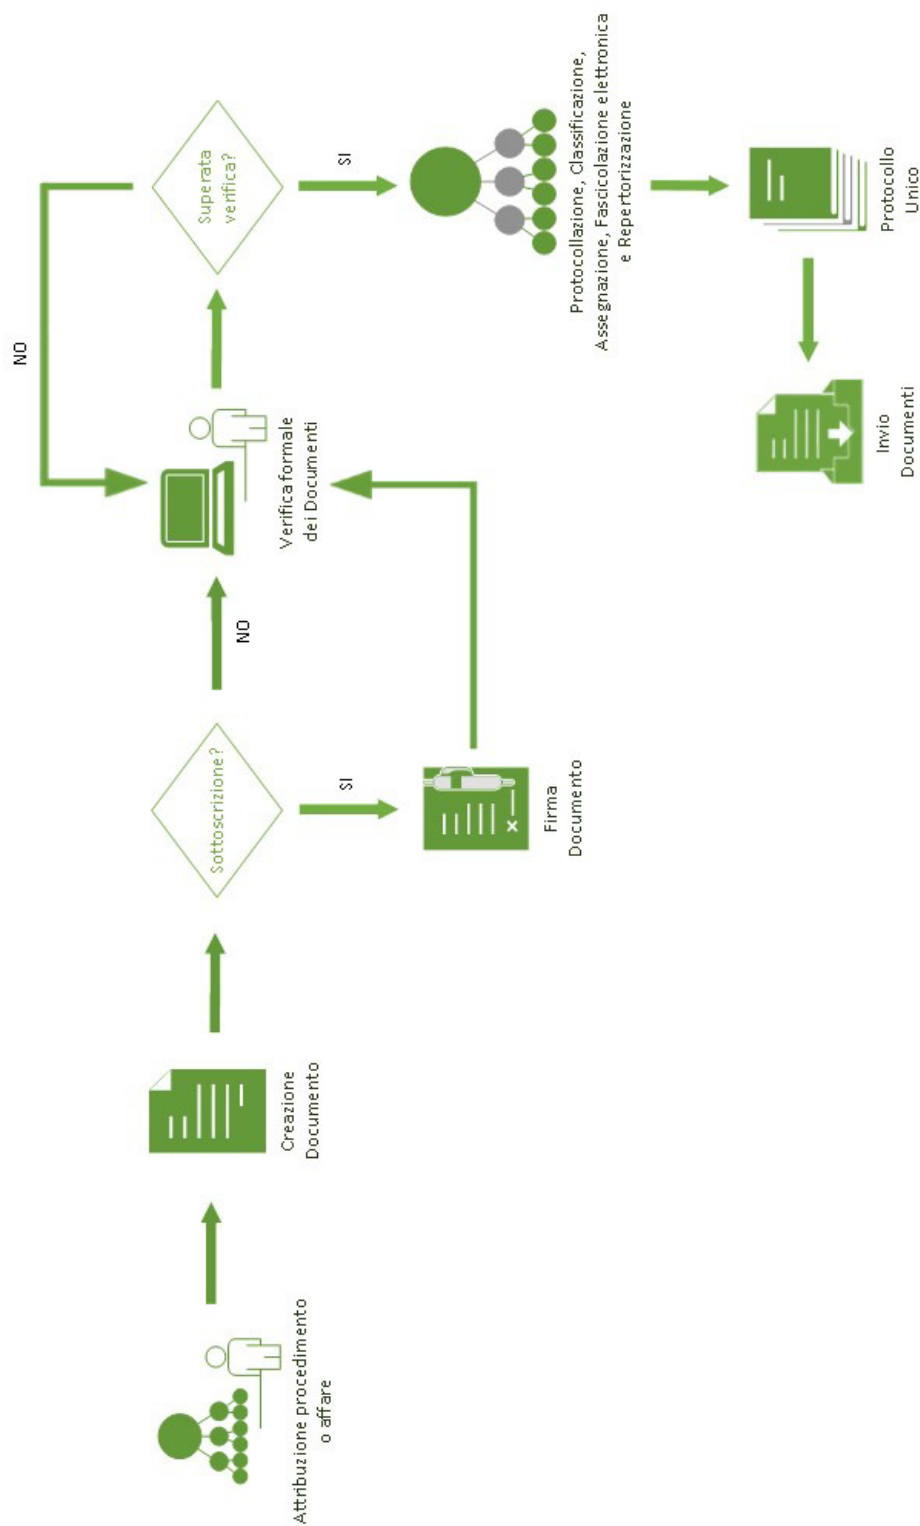 Attribuzione procedimento
o affare
Creazione
Documento
Sottoscrizione?
NO
SI
Firma
Documento
Verifica formale
dei Documenti
NO
Superata
verifica?
SI
Protocollazione, Classificazione,
Assegnazione, Fascicolazione elettronica
e Repertorizzazione
Protocollo
Unico
Invio
Documenti